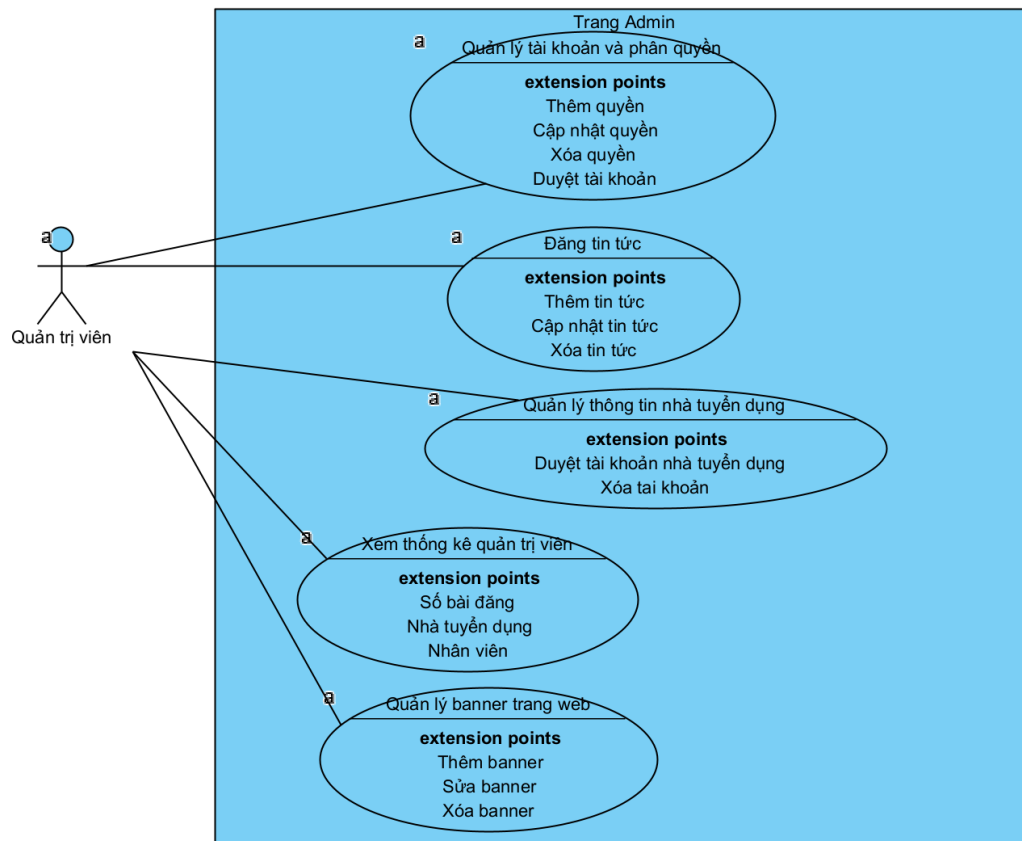 Trang Admin
a
Quản lý tài khoản và phân quyền
extension points
Thêm quyền
Cập nhật quyền
Xóa quyền
Duyệt tài khoản
a
Quản trị viên
a
Đăng tin tức
extension points
Thêm tin tức
Cập nhật tin tức
Xóa tin tức
a
Quản lý thông tin nhà tuyển dụng
extension points
Duyệt tài khoản nhà tuyển dụng
Xóa tai khoản
a
Xem thống kê quản trị viên
extension points
Số bài đăng
Nhà tuyển dụng
Nhân viên
a
Quản lý banner trang web
extension points
Thêm banner
Sửa banner
Xóa banner